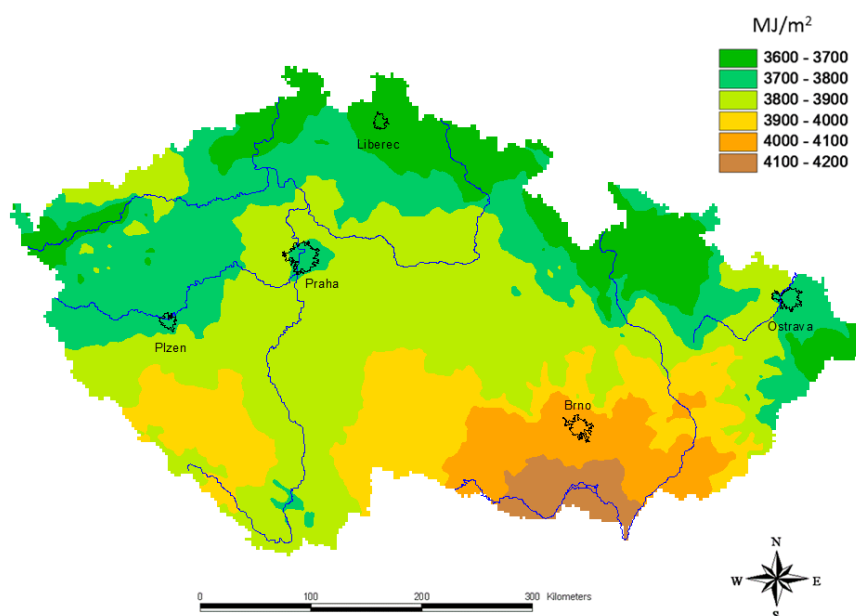 MJ/m²
3600 - 3700
3700 - 3800
3800 - 3900
3900 - 4000
4000 - 4100
4100 - 4200
Liberec
Praha
Ostrava
Plzen
Brno
N
W E
S
0 100 200 300 Kilometers